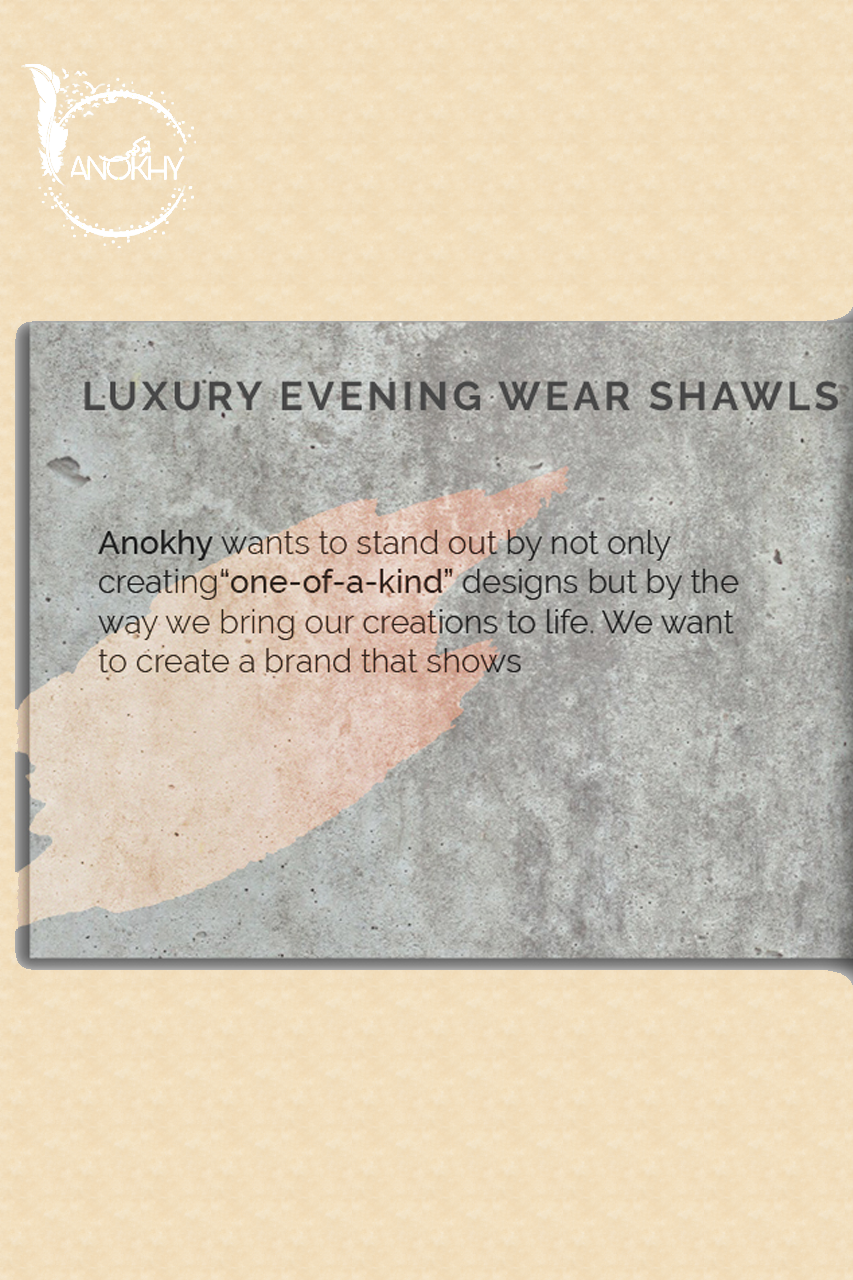 ANOKHY
LUXURY EVENING WEAR SHAWLS
Anokhy wants to stand out by not only
creating“one-of-a-kind” designs but by the
way we bring our creations to life. We want
to create a brand that shows